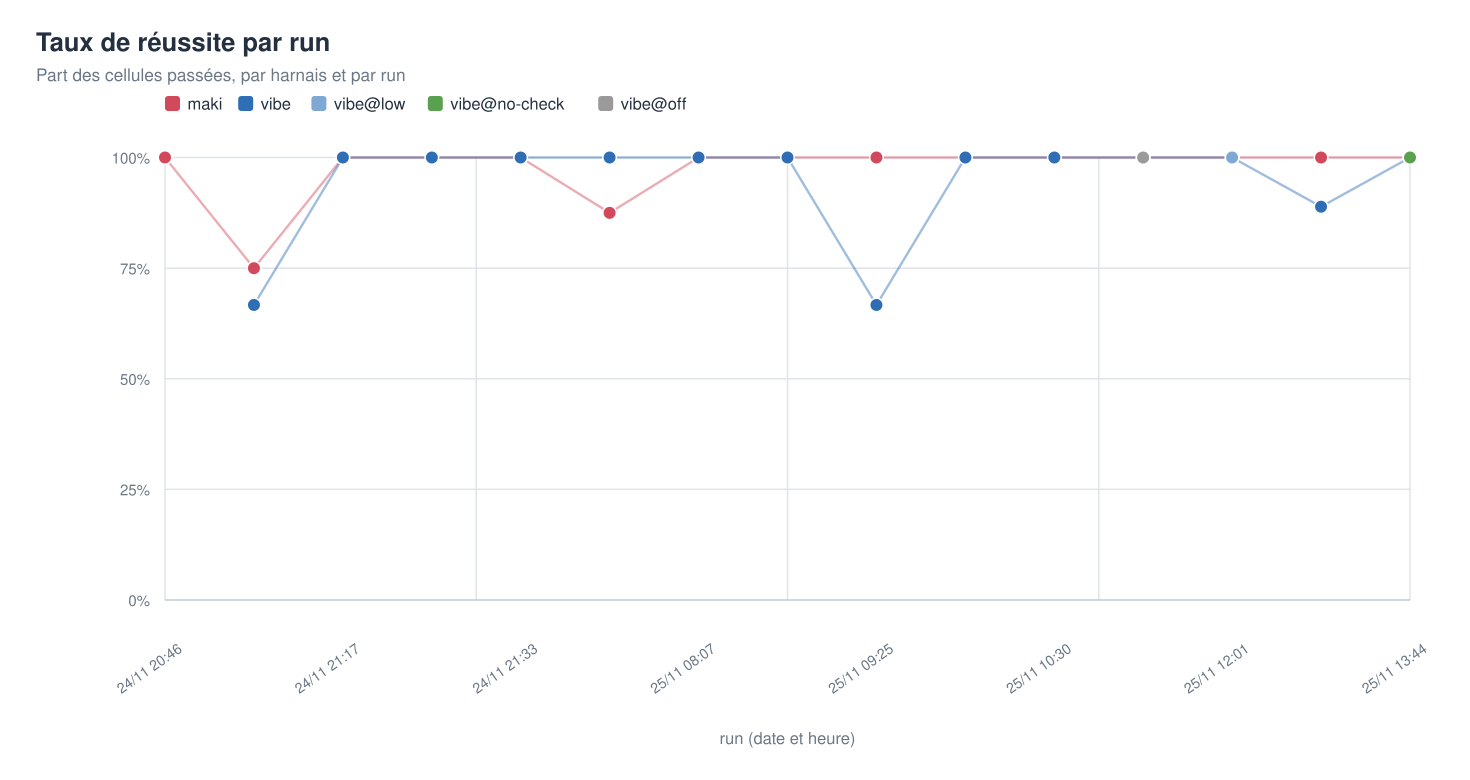 Taux de réussite par run
Part des cellules passées, par harnais et par run
maki vibe vibe@low vibe@no-check vibe@off
100%
75%
50%
25%
0%
24/11 20:46 24/11 21:17 24/11 21:33 25/11 08:07 25/11 09:25 25/11 10:30 25/11 12:01 25/11 13:44
run (date et heure)